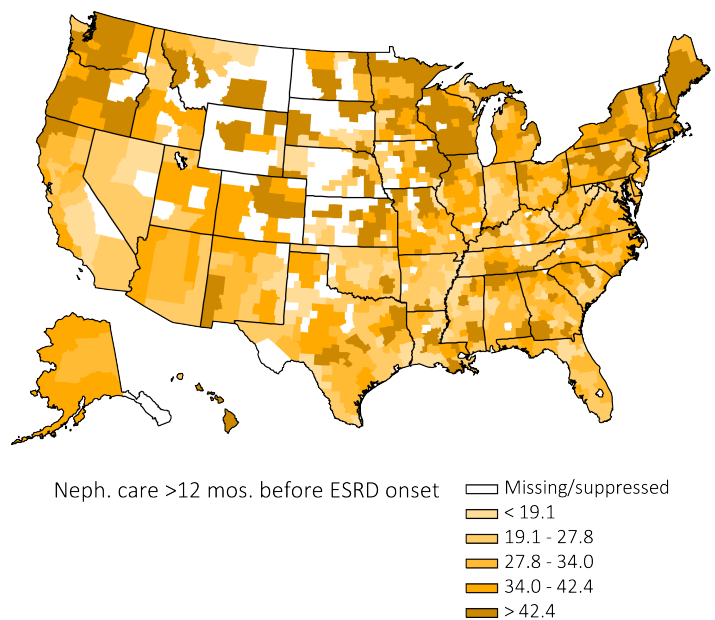 Neph. care >12 mos. before ESRD onset
Missing/suppressed
< 19.1
19.1 - 27.8
27.8 - 34.0
34.0 - 42.4
> 42.4